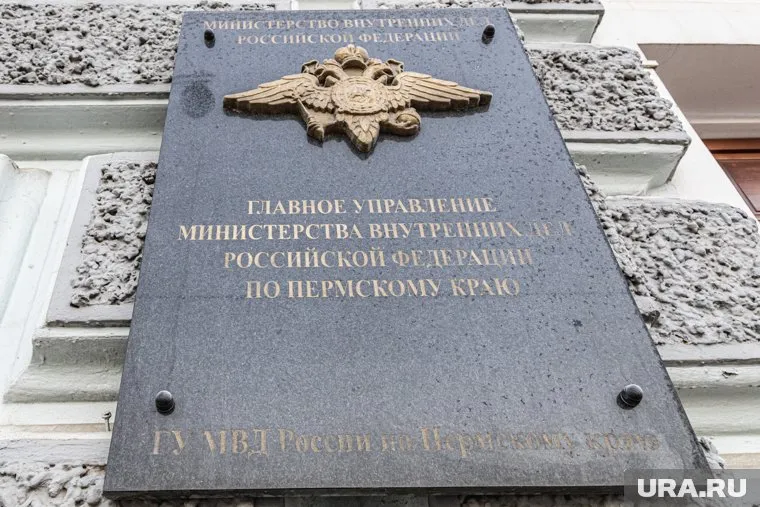 МИНИСТЕРСТВО ВНУТРЕННИХ ДЕЛ
РОССИЙСКОЙ ФЕДЕРАЦИИ
ГЛАВНОЕ УПРАВЛЕНИЕ
МИНИСТЕРСТВА ВНУТРЕННИХ ДЕЛ
РОССИЙСКОЙ ФЕДЕРАЦИИ
ПО ПЕРМСКОМУ КРАЮ
ГУ МВД России по Пермскому краю
URA.RU